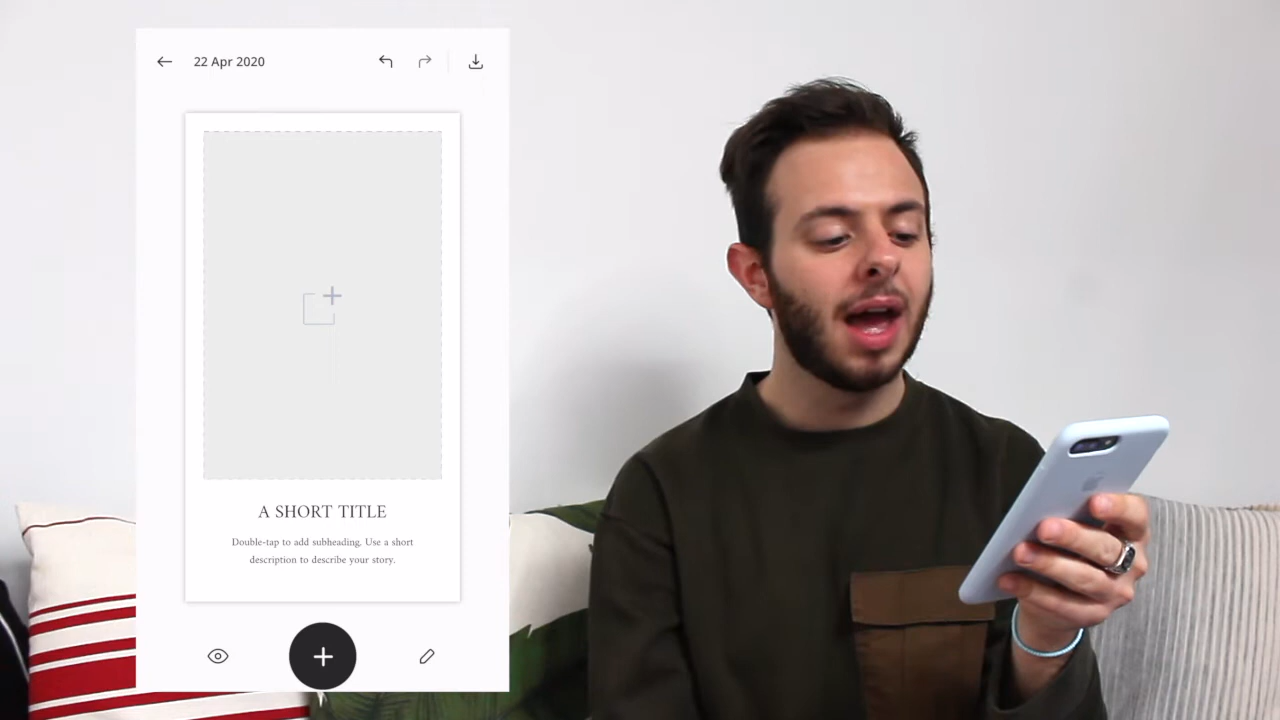 22 Apr 2020
A SHORT TITLE
Double-tap to add subheading. Use a short
description to describe your story.